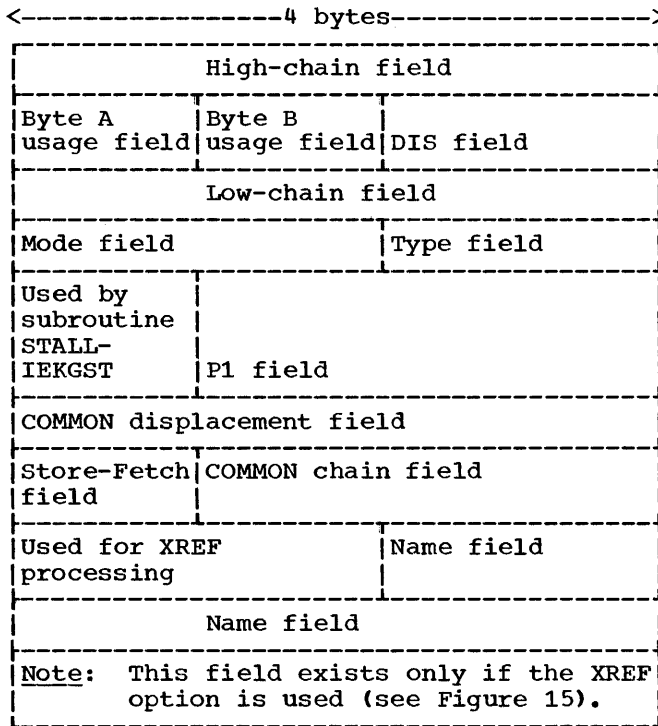 4 bytes
High-chain field
Byte A Byte B
usage field usage field DIS field
Low-chain field
Mode field Type field
Used by
subroutine
STALL-
IEKGST P1 field
COMMON displacement field
Store-Fetch COMMON chain field
field
Used for XREF Name field
processing
Name field
Note: This field exists only if the XREF
option is used (see Figure 15).